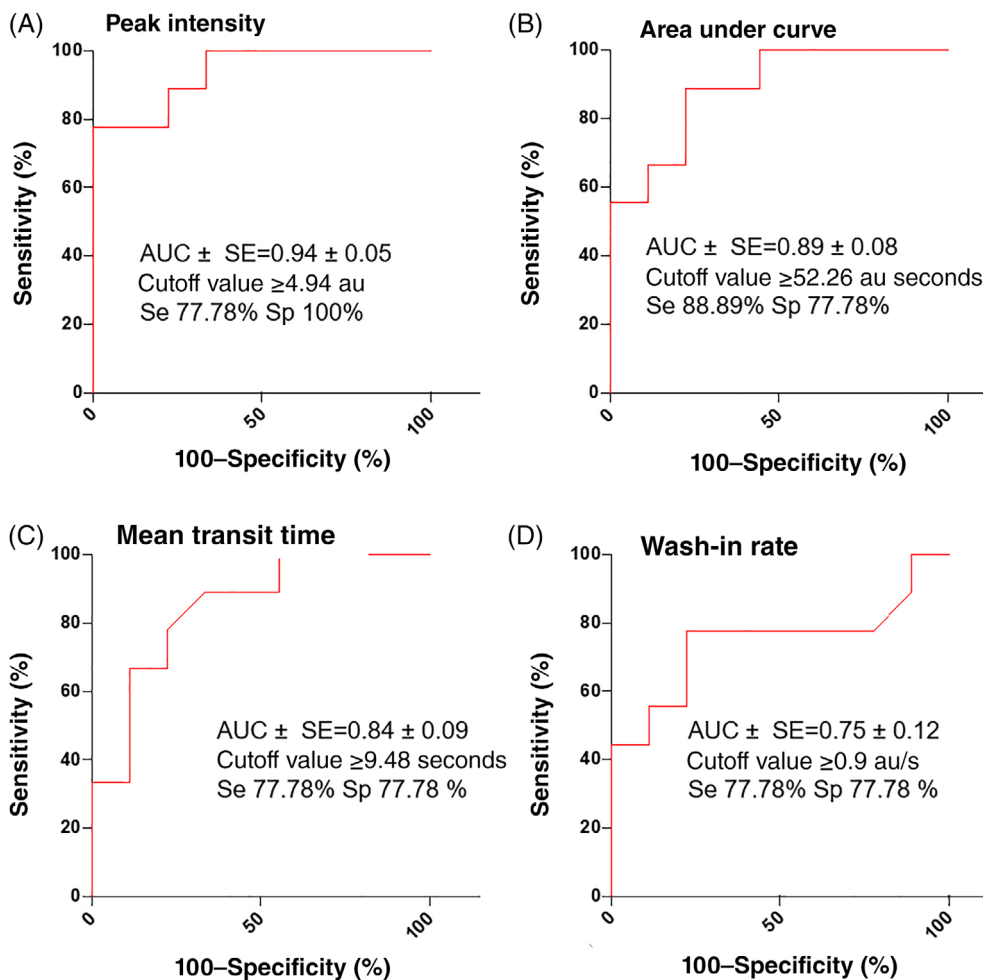 (A) Peak intensity
100
80
60
40
20
0
Sensitivity (%)
AUC ± SE=0.94 ± 0.05
Cutoff value ≥4.94 au
Se 77.78% Sp 100%
0 50 100
100–Specificity (%)
(B) Area under curve
100
80
60
40
20
0
Sensitivity (%)
AUC ± SE=0.89 ± 0.08
Cutoff value ≥52.26 au seconds
Se 88.89% Sp 77.78%
0 50 100
100–Specificity (%)
(C) Mean transit time
100
80
60
40
20
0
Sensitivity (%)
AUC ± SE=0.84 ± 0.09
Cutoff value ≥9.48 seconds
Se 77.78% Sp 77.78 %
0 50 100
100–Specificity (%)
(D) Wash-in rate
100
80
60
40
20
0
Sensitivity (%)
AUC ± SE=0.75 ± 0.12
Cutoff value ≥0.9 au/s
Se 77.78% Sp 77.78 %
0 50 100
100–Specificity (%)